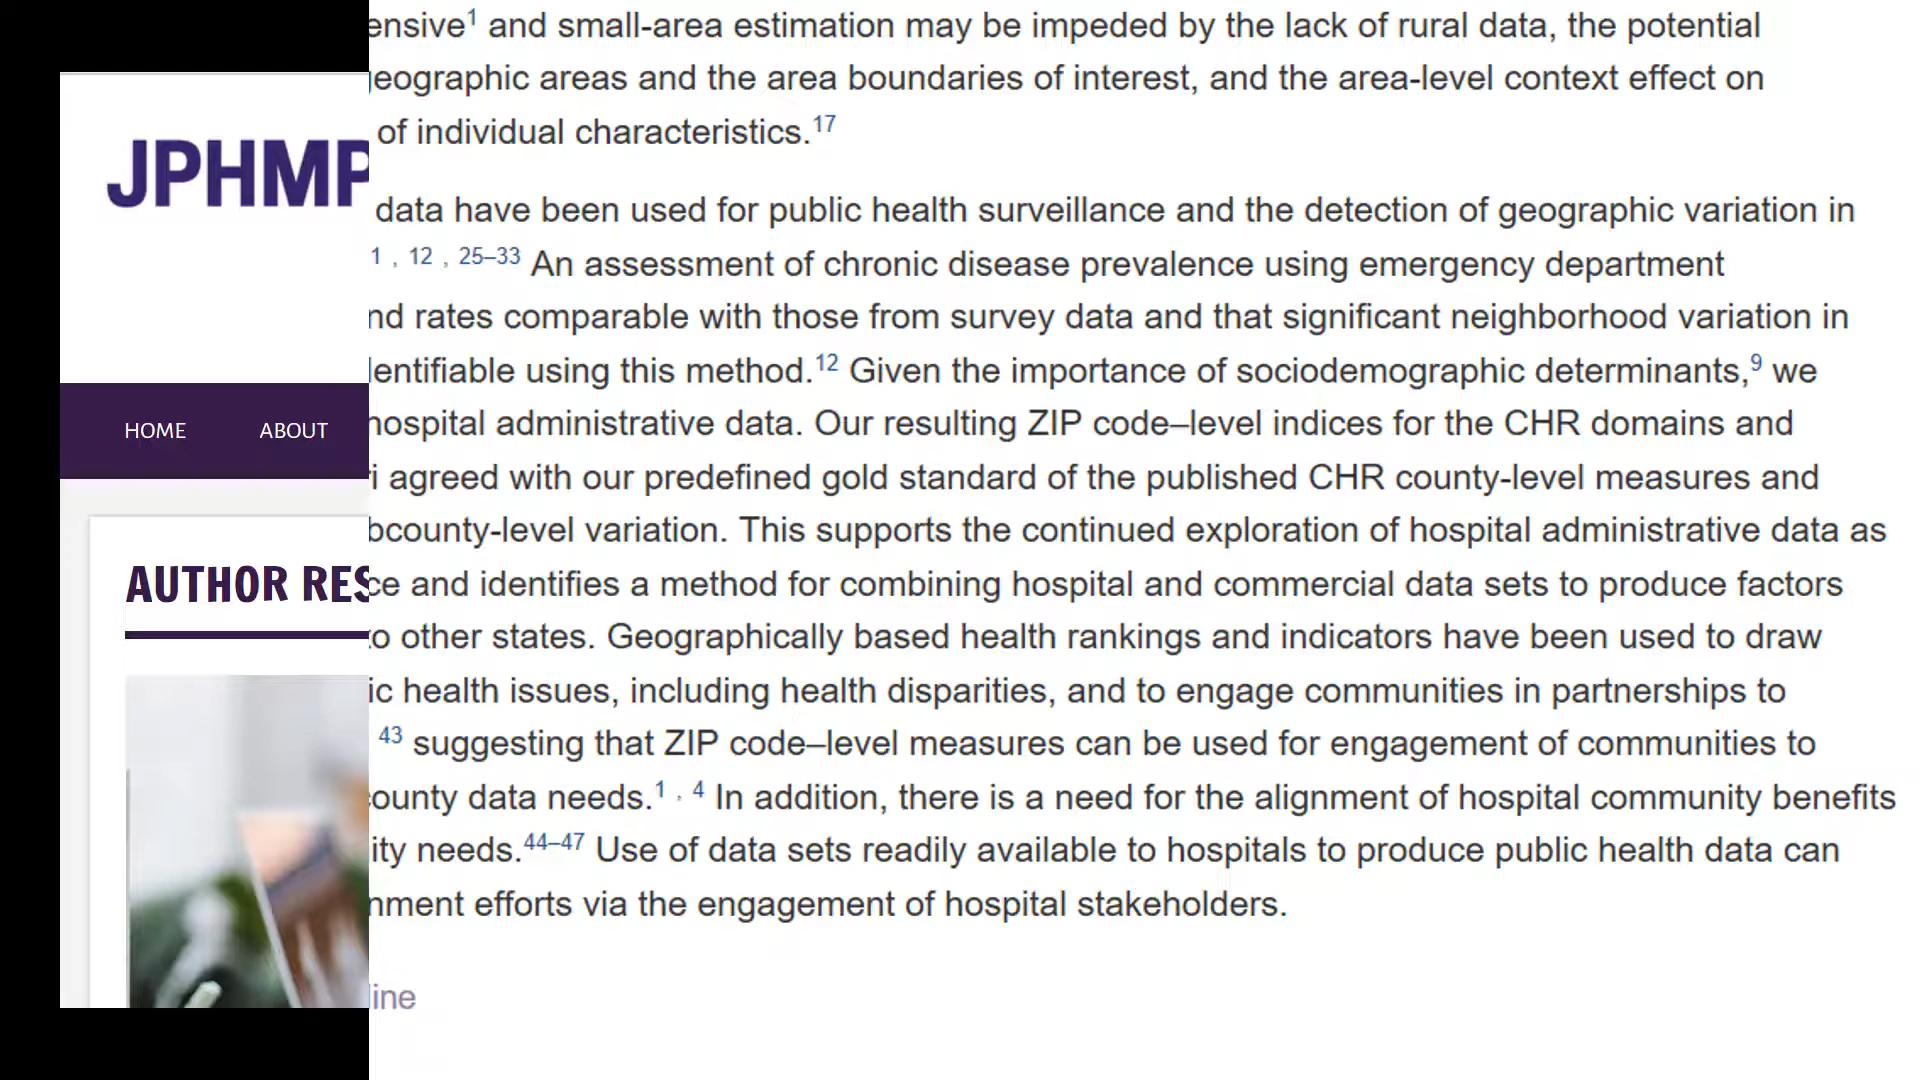 JPHMP
HOME
ABOUT
AUTHOR RES
and small-area estimation may be impeded by the lack of rural data, the potential
geographic areas and the area boundaries of interest, and the area-level context effect on
of individual characteristics.17
data have been used for public health surveillance and the detection of geographic variation in
1 , 12 , 25–33 An assessment of chronic disease prevalence using emergency department
rates comparable with those from survey data and that significant neighborhood variation in
using this method.12 Given the importance of sociodemographic determinants,9 we
hospital administrative data. Our resulting ZIP code–level indices for the CHR domains and
agreed with our predefined gold standard of the published CHR county-level measures and
bcounty-level variation. This supports the continued exploration of hospital administrative data as
ce and identifies a method for combining hospital and commercial data sets to produce factors
to other states. Geographically based health rankings and indicators have been used to draw
ic health issues, including health disparities, and to engage communities in partnerships to
43 suggesting that ZIP code–level measures can be used for engagement of communities to
county data needs.1 , 4 In addition, there is a need for the alignment of hospital community benefits
ity needs.44–47 Use of data sets readily available to hospitals to produce public health data can
nment efforts via the engagement of hospital stakeholders.
line